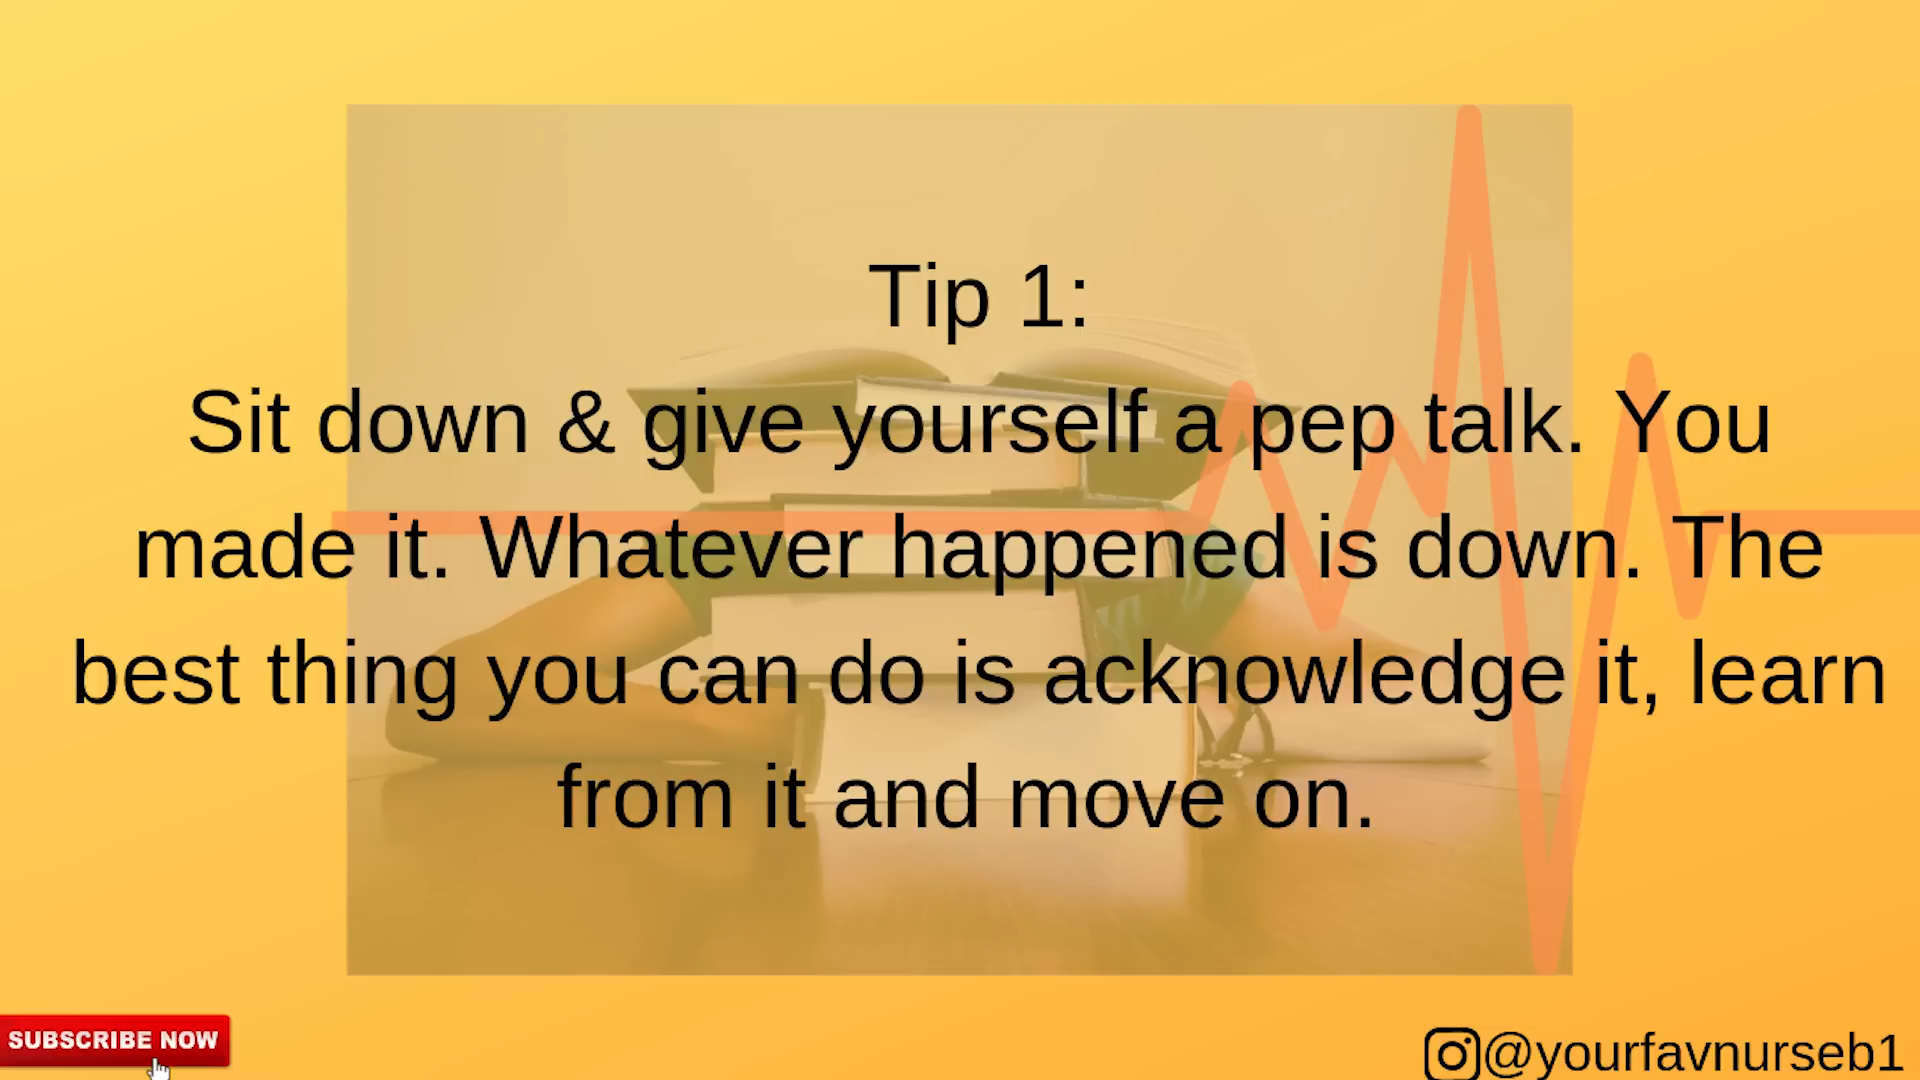 Tip 1:
Sit down & give yourself a pep talk. You
made it. Whatever happened is down. The
best thing you can do is acknowledge it, learn
from it and move on.
SUBSCRIBE NOW
@yourfavnurseb1